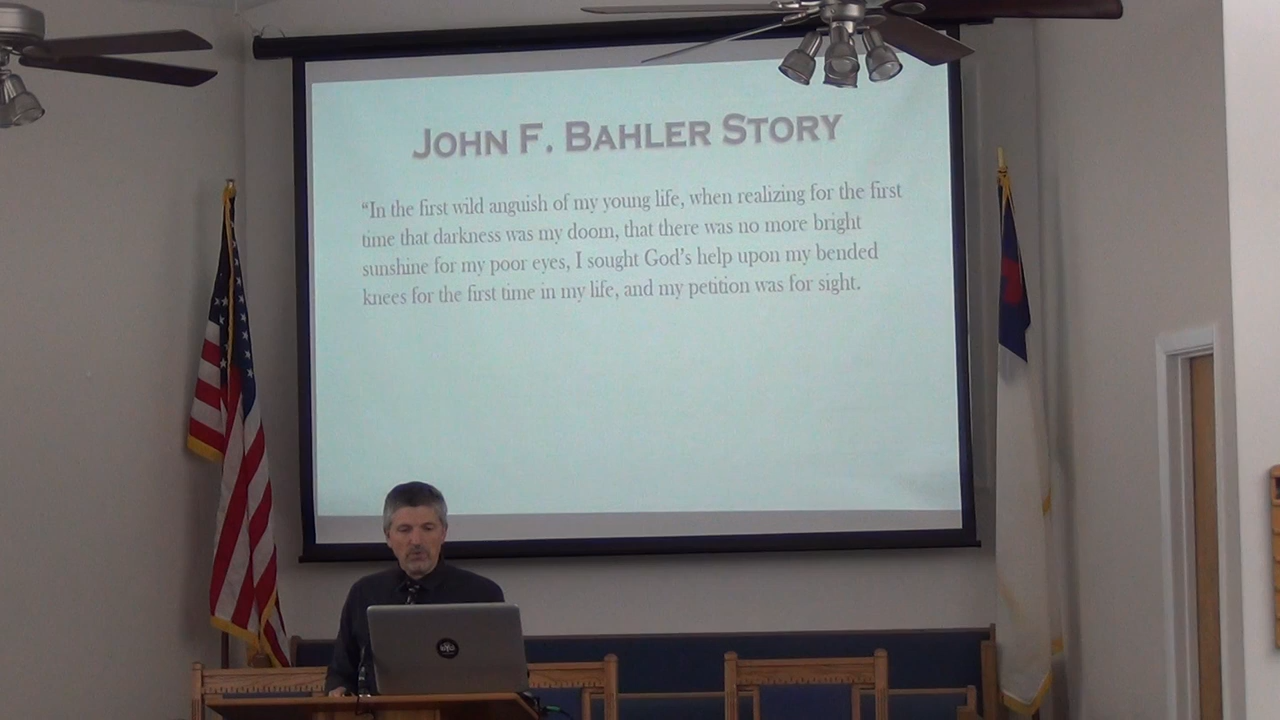 JOHN F. BAHLER STORY
“In the first wild anguish of my young life, when realizing for the first
time that darkness was my doom, that there was no more bright
sunshine for my poor eyes, I sought God’s help upon my bended
knees for the first time in my life, and my petition was for sight.